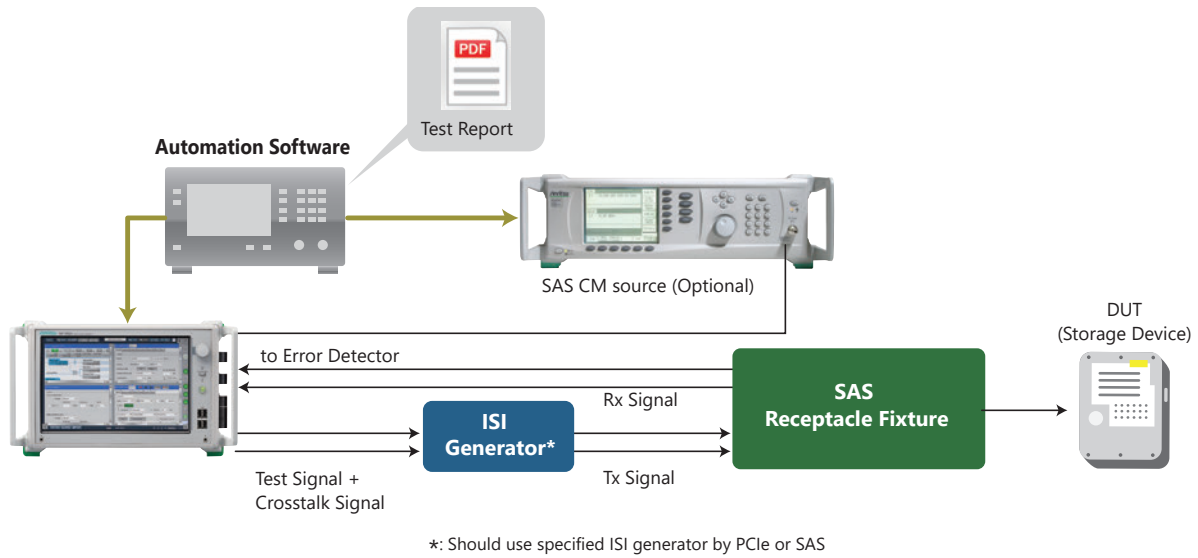 PDF
Test Report
Automation Software
SAS CM source (Optional)
DUT
(Storage Device)
to Error Detector
Rx Signal
SAS
Receptacle Fixture
ISI
Generator*
Test Signal +
Crosstalk Signal
Tx Signal
*: Should use specified ISI generator by PCIe or SAS